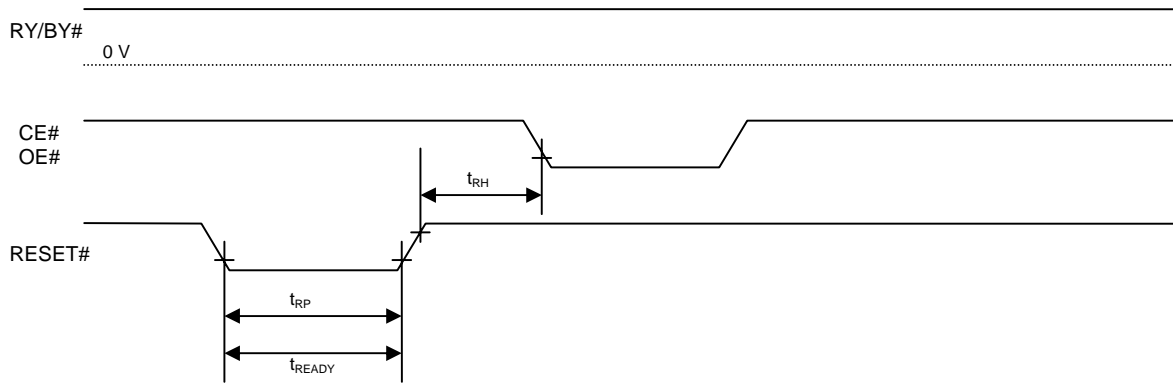 RY/BY#
0 V
CE#
OE#
tRH
RESET#
tRP
tREADY